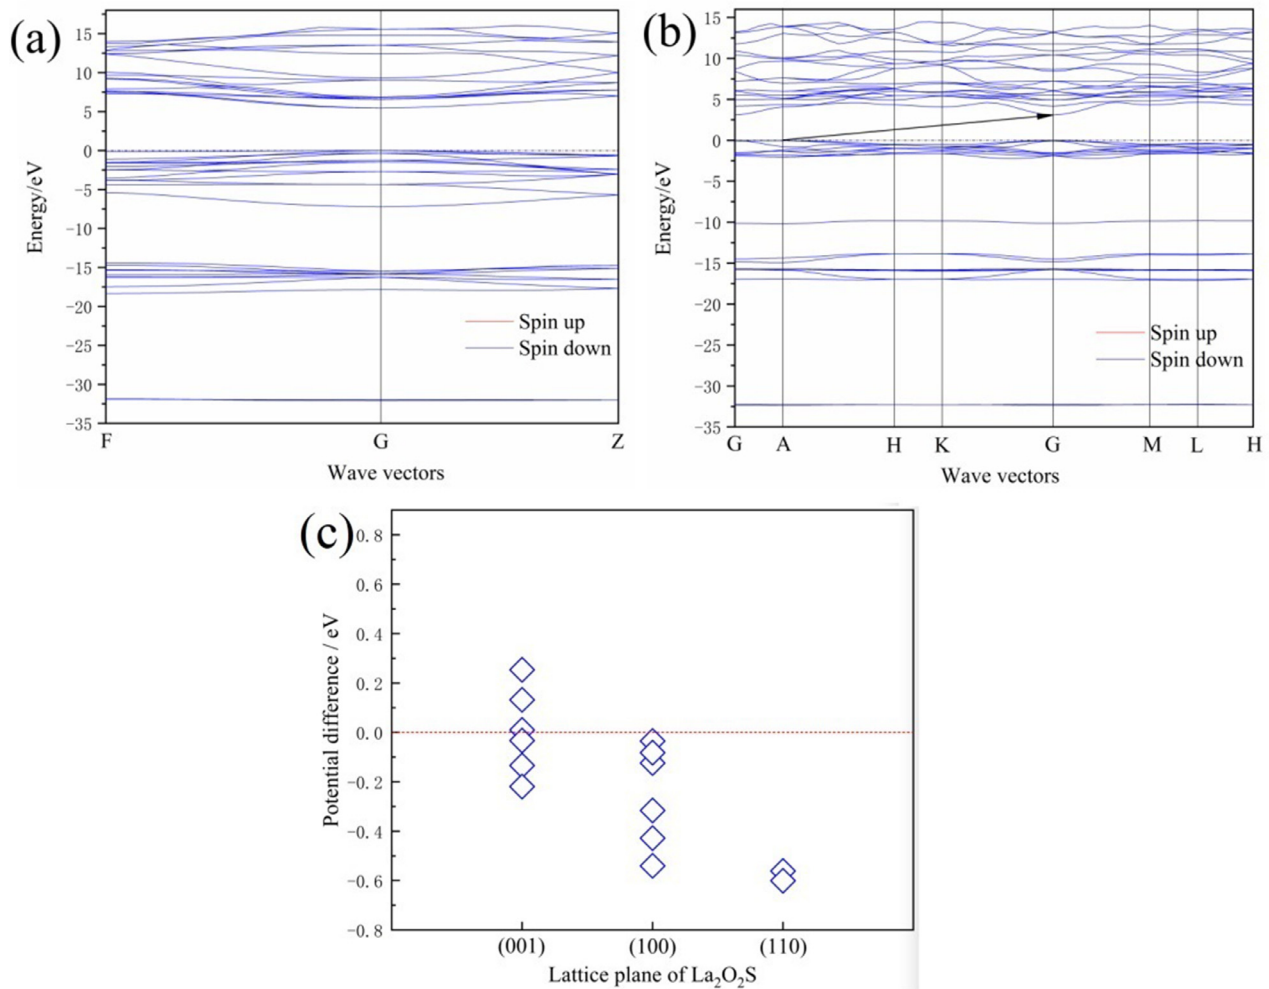 (a)
15
10
5
0
−5
−10
−15
−20
−25
−30
−35
Energy/eV
Spin up
Spin down
F G Z
Wave vectors
(b)
15
10
5
0
−5
−10
−15
−20
−25
−30
−35
Energy/eV
Spin up
Spin down
G A H K G M L H
Wave vectors
(c)
0.8
0.6
0.4
0.2
0.0
−0.2
−0.4
−0.6
−0.8
Potential difference / eV
(001) (100) (110)
Lattice plane of La₂O₂S